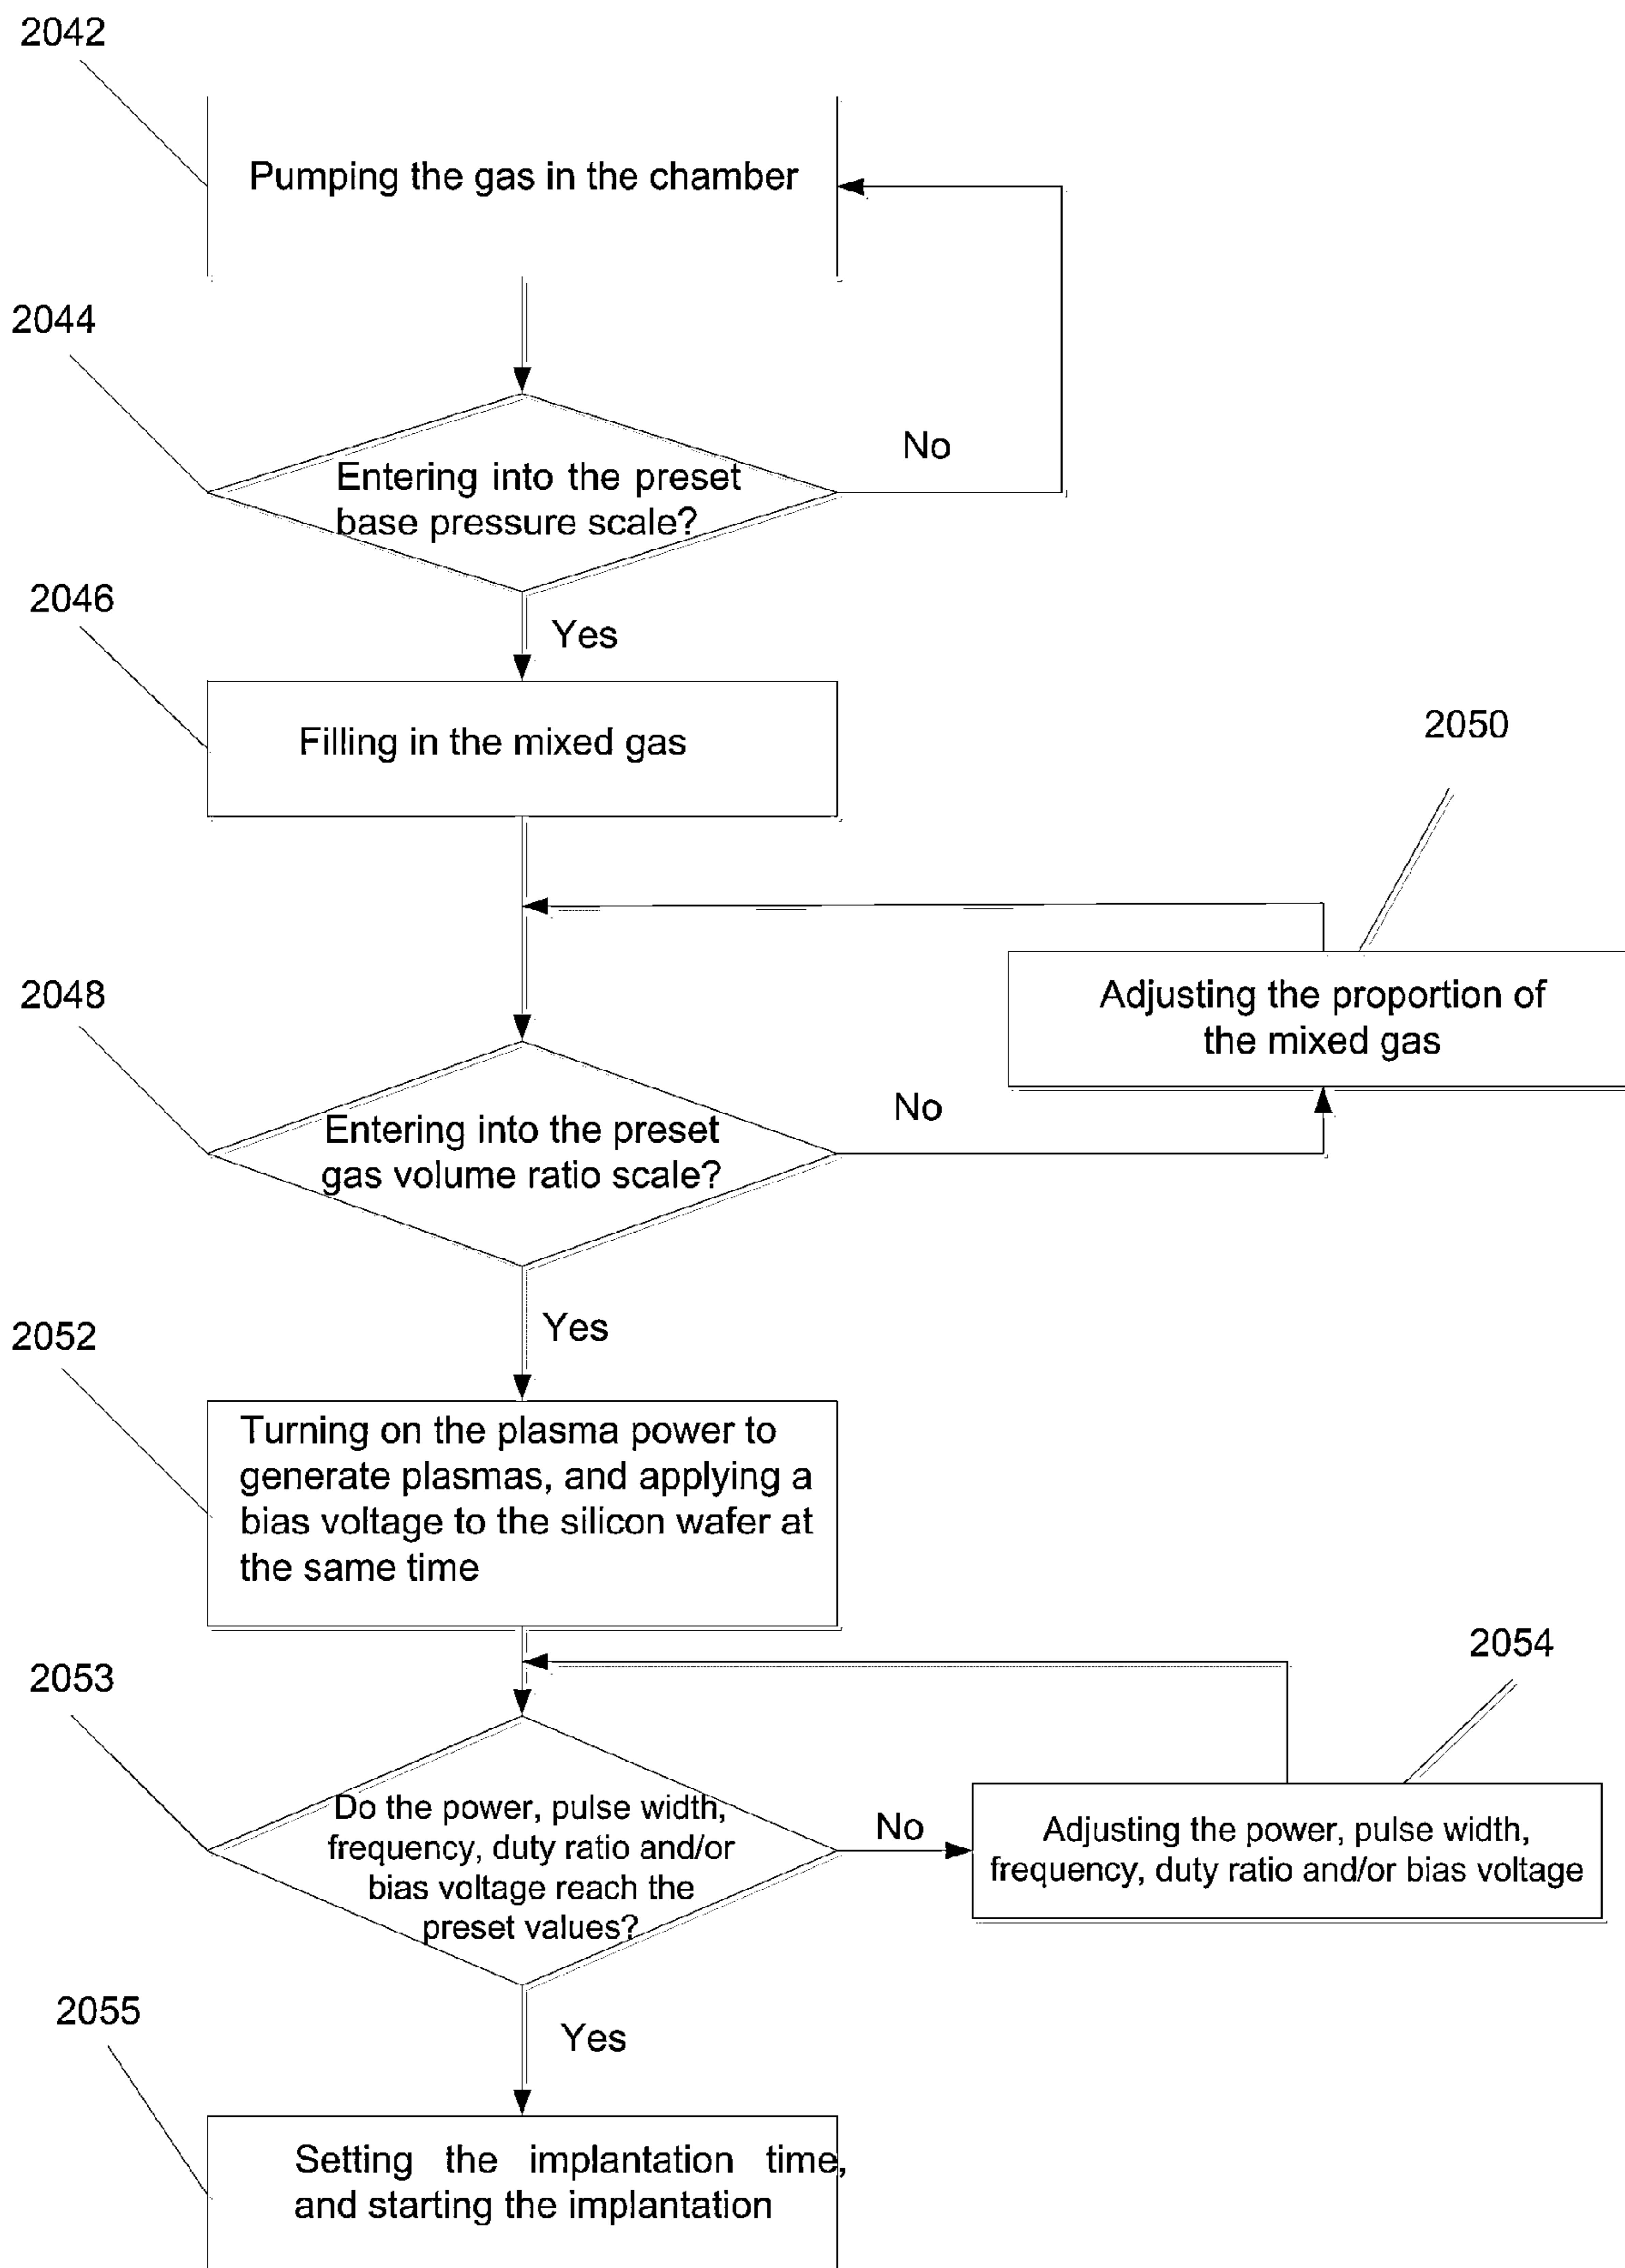 2042
Pumping the gas in the chamber
2044
No
Entering into the preset
base pressure scale?
2046
Yes
Filling in the mixed gas
2050
2048
Adjusting the proportion of
the mixed gas
No
Entering into the preset
gas volume ratio scale?
Yes
2052
Turning on the plasma power to
generate plasmas, and applying a
bias voltage to the silicon wafer at
the same time
2054
2053
Do the power, pulse width,
frequency, duty ratio and/or
bias voltage reach the
preset values?
No
Adjusting the power, pulse width,
frequency, duty ratio and/or bias voltage
2055
Yes
Setting the implantation time,
and starting the implantation